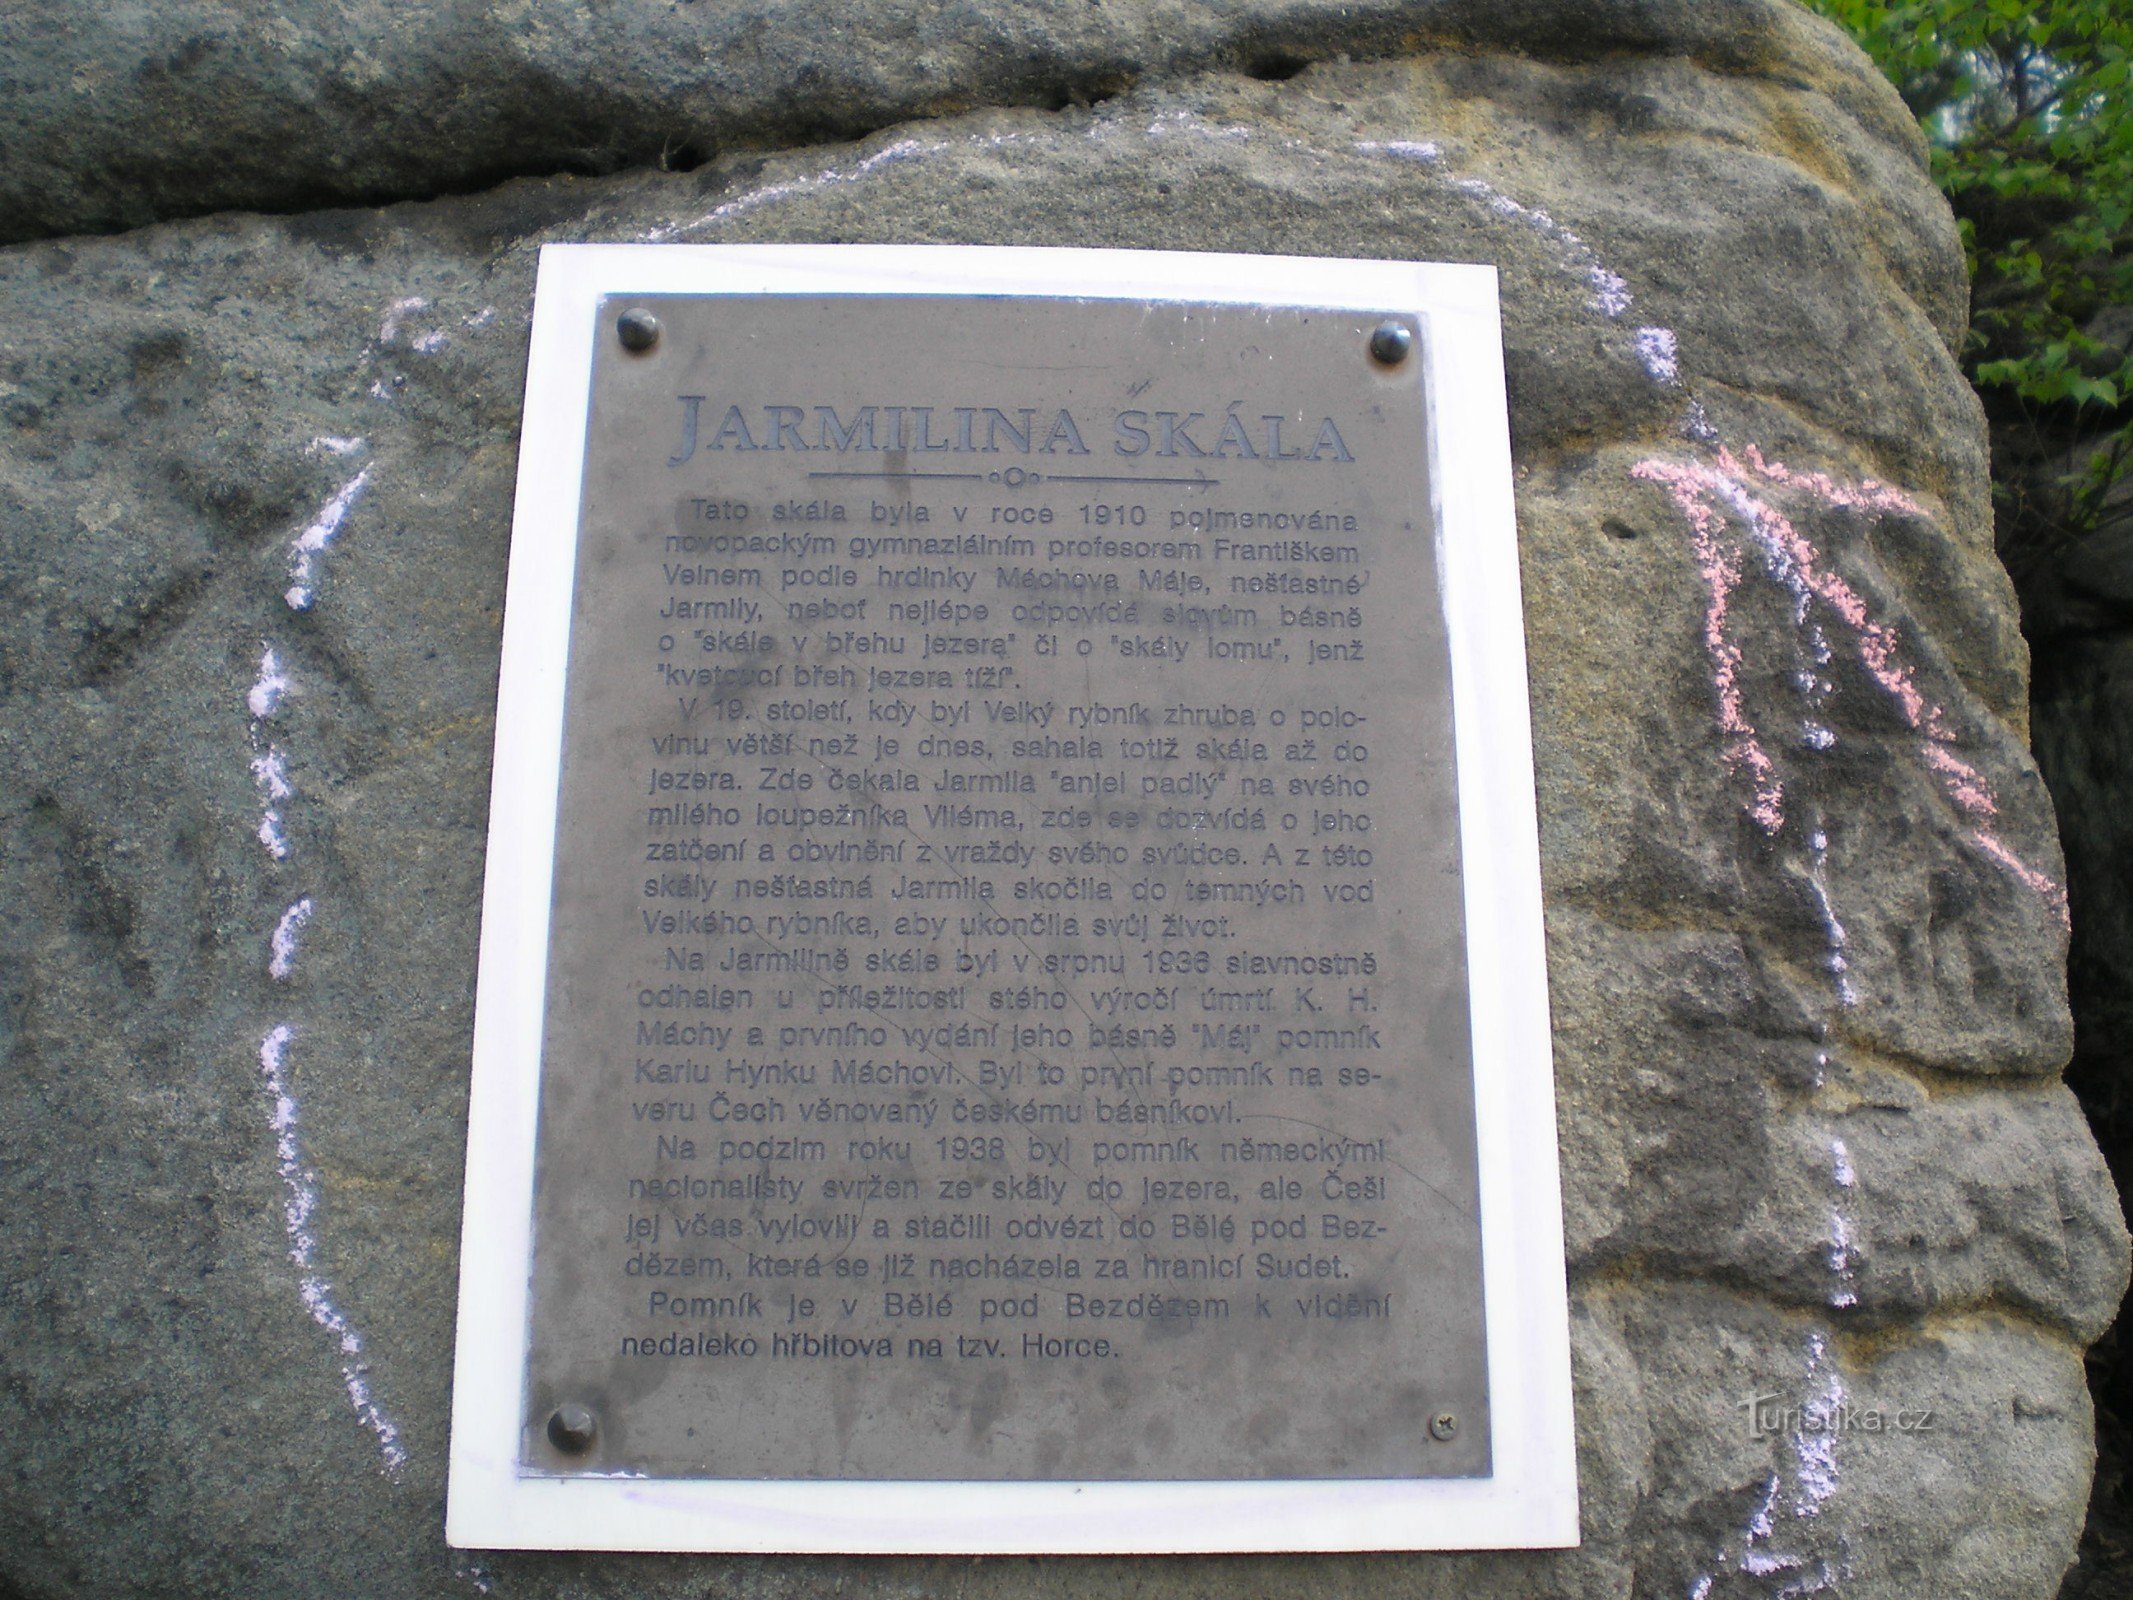 JARMILINA SKÁLA
Tato skála byla v roce 1910 pojmenována
novopackým gymnaziálním profesorem Františkem
Velnem podle hrdinky Máchova Máje, nešťastné
Jarmily, neboť nejlépe odpovídá slovům básně
o "skále v břehu jezera" či o "skály lomu", jenž
"kvetoucí břeh jezera tíží".
V 19. století, kdy byl Velký rybník zhruba o polo-
vinu větší než je dnes, sahala totiž skála až do
jezera. Zde čekala Jarmila "anjel padlý" na svého
milého loupežníka Viléma, zde se dozvídá o jeho
zatčení a obvinění z vraždy svého svůdce. A z této
skály nešťastná Jarmila skočila do temných vod
Velkého rybníka, aby ukončila svůj život.
Na Jarmilině skále byl v srpnu 1936 slavnostně
odhalen u příležitosti stého výročí úmrtí K. H.
Máchy a prvního vydání jeho básně "Máj" pomník
Karlu Hynku Máchovi. Byl to první pomník na se-
veru Čech věnovaný českému básníkovi.
Na podzim roku 1938 byl pomník německými
nacionalisty svržen ze skály do jezera, ale Češi
jej včas vylovili a stačili odvézt do Bělé pod Bez-
dězem, která se již nacházela za hranicí Sudet.
Pomník je v Bělé pod Bezdězem k vidění
nedaleko hřbitova na tzv. Horce.
Turistika.cz